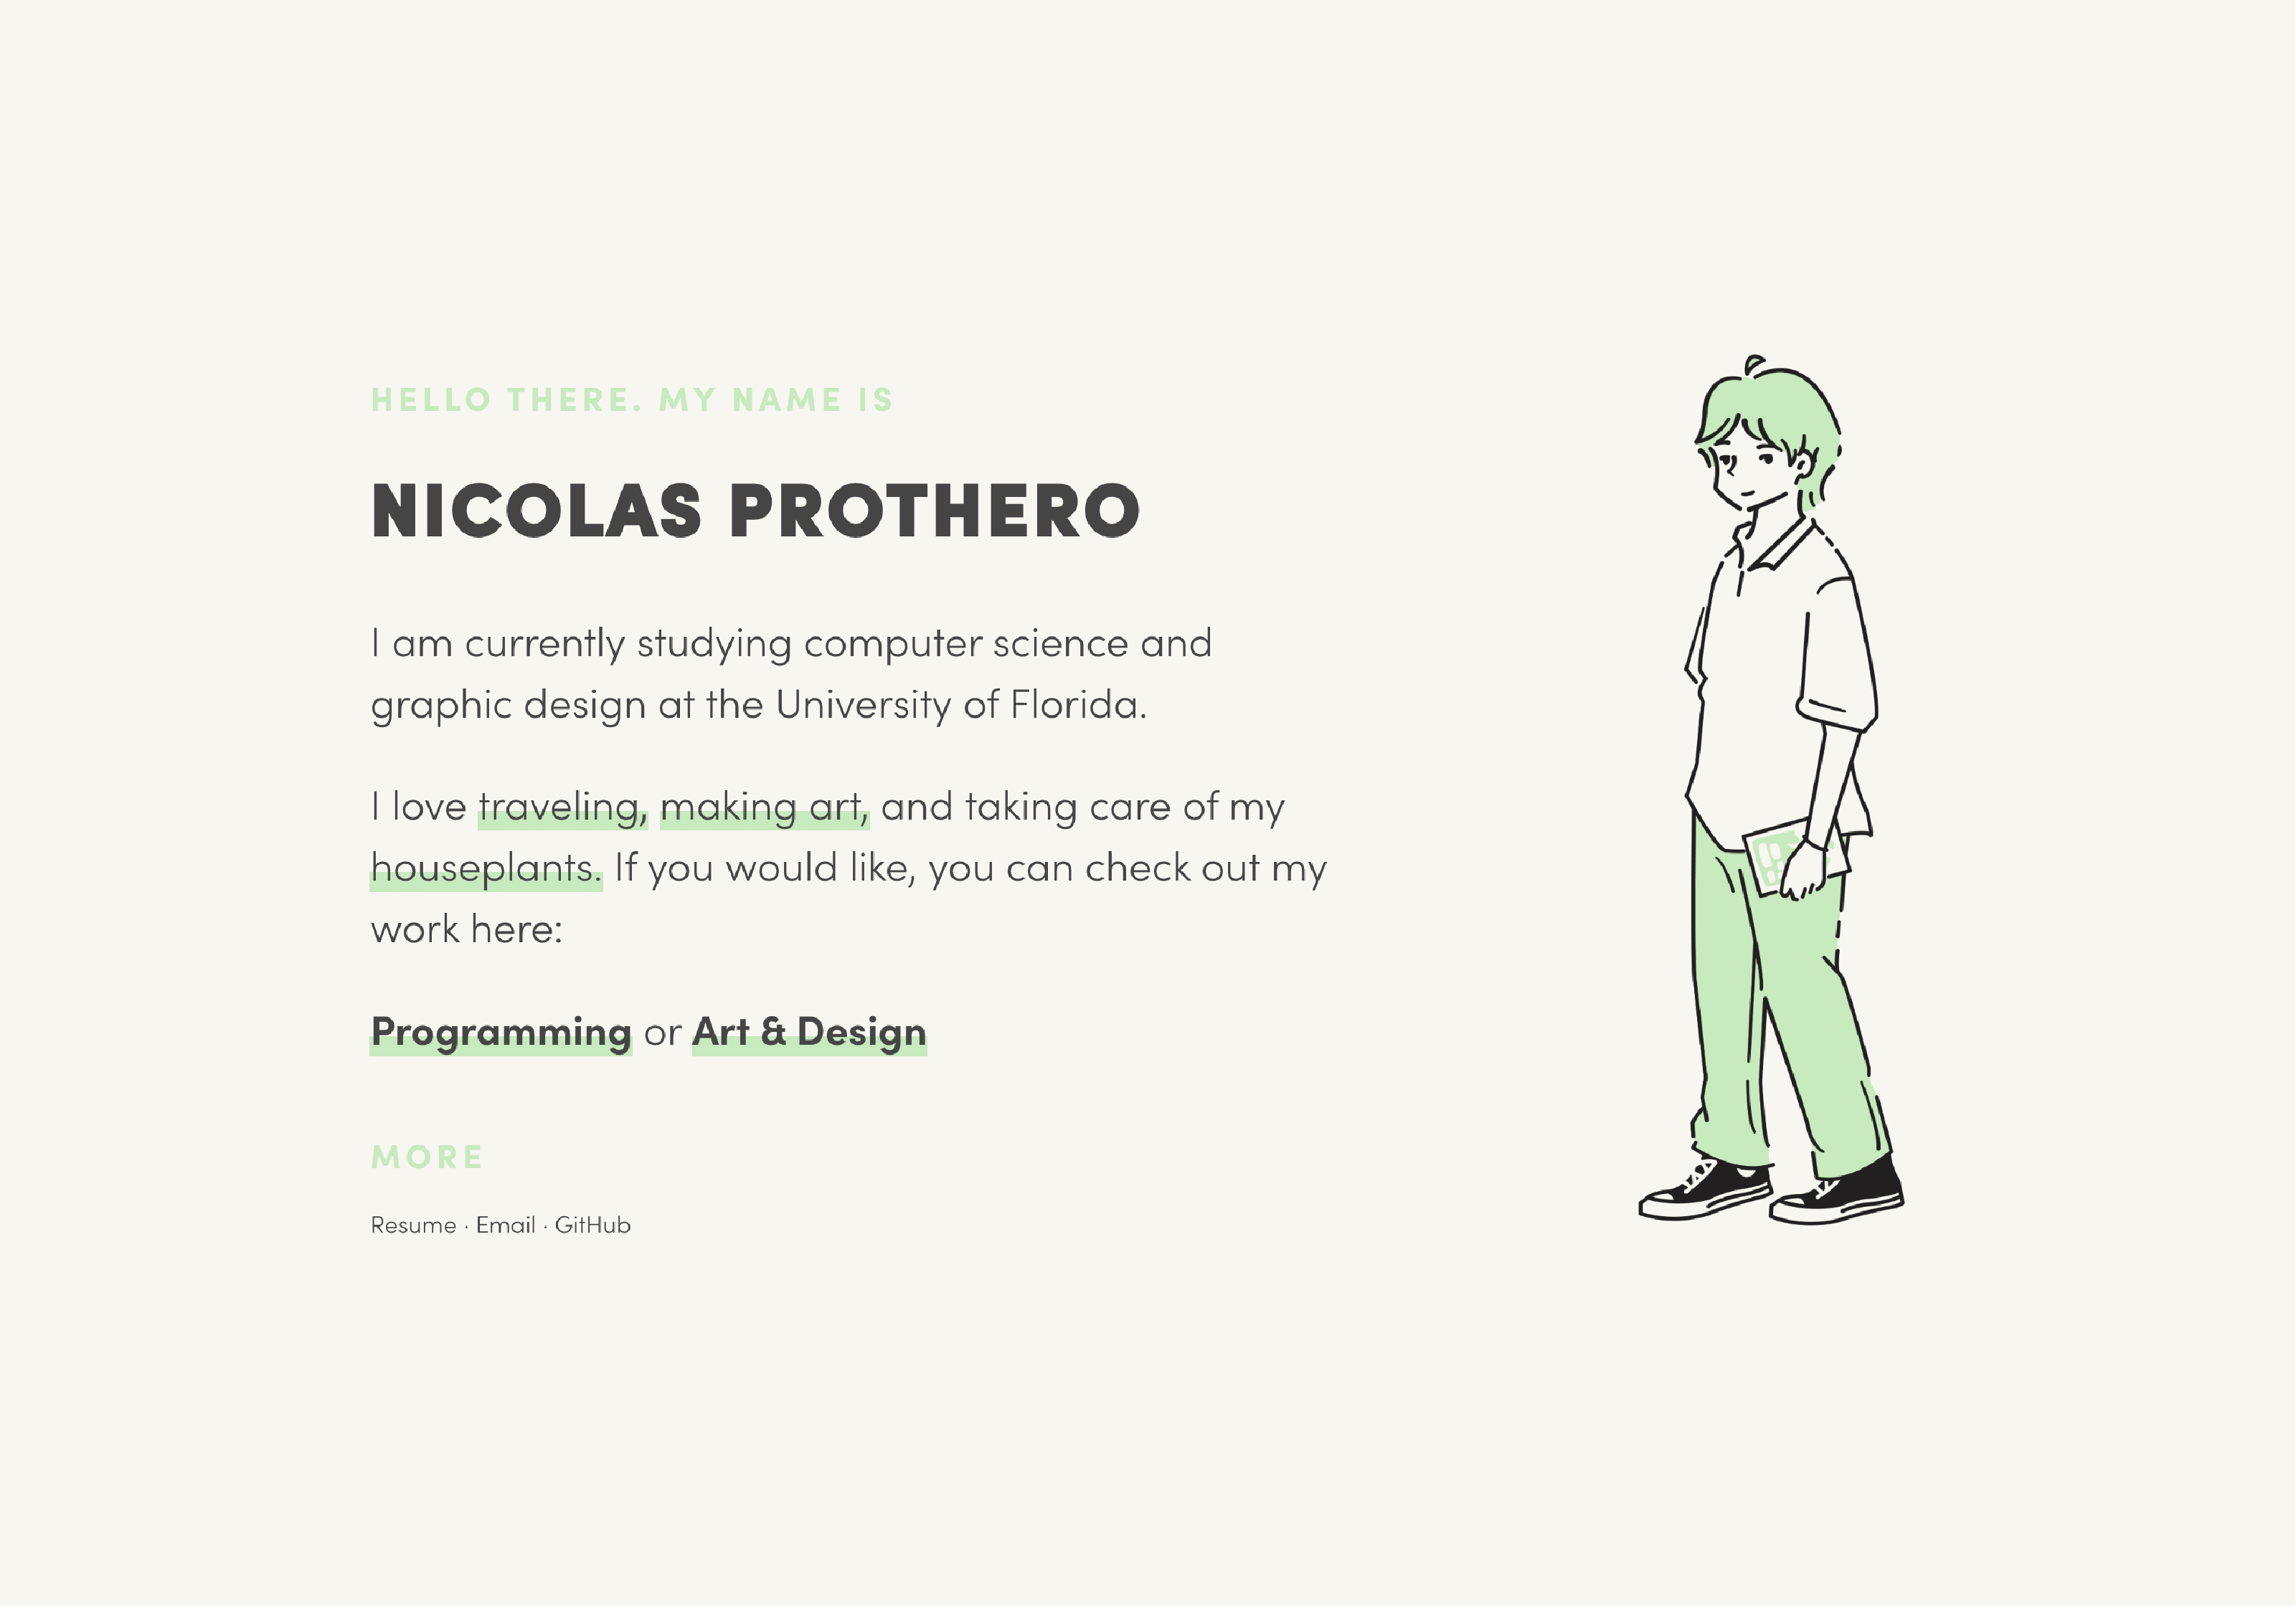 HELLO THERE. MY NAME IS
NICOLAS PROTHERO
I am currently studying computer science and
graphic design at the University of Florida.
I love traveling, making art, and taking care of my
houseplants. If you would like, you can check out my
work here:
Programming or Art & Design
MORE
Resume · Email · GitHub